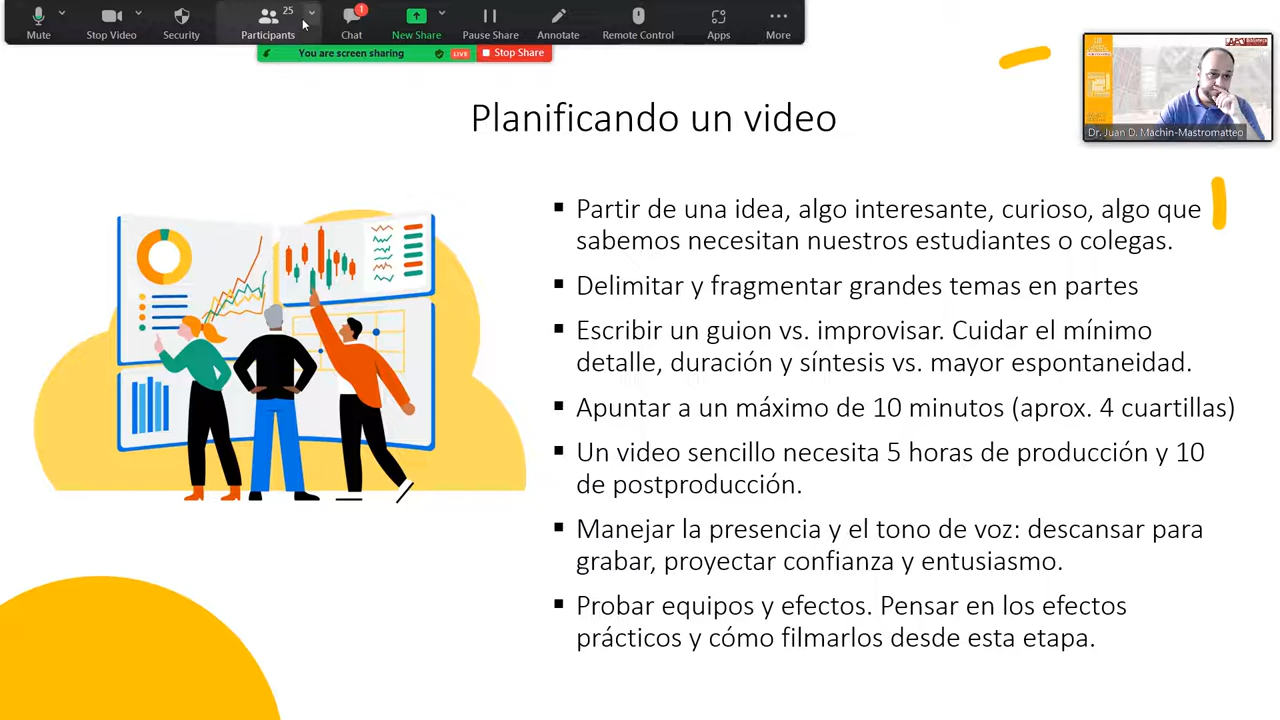 25
1
Mute
Stop Video
Security
Participants
Chat
New Share
Pause Share
Annotate
Remote Control
Apps
More
You are screen sharing
LIVE
Stop Share
Dr. Juan D. Machin-Mastromatteo
Planificando un video
▪ Partir de una idea, algo interesante, curioso, algo que
sabemos necesitan nuestros estudiantes o colegas.
▪ Delimitar y fragmentar grandes temas en partes
▪ Escribir un guion vs. improvisar. Cuidar el mínimo
detalle, duración y síntesis vs. mayor espontaneidad.
▪ Apuntar a un máximo de 10 minutos (aprox. 4 cuartillas)
▪ Un video sencillo necesita 5 horas de producción y 10
de postproducción.
▪ Manejar la presencia y el tono de voz: descansar para
grabar, proyectar confianza y entusiasmo.
▪ Probar equipos y efectos. Pensar en los efectos
prácticos y cómo filmarlos desde esta etapa.